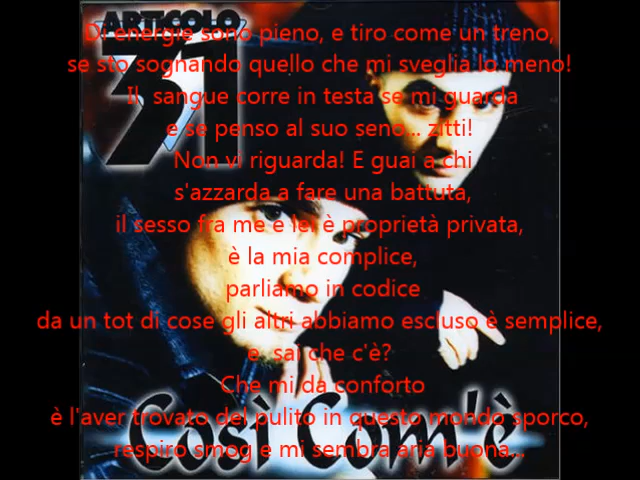 ARTICOLO
31
Di energie sono pieno, e tiro come un treno,
se sto sognando quello che mi sveglia lo meno!
Il sangue corre in testa se mi guarda
e se penso al suo seno... zitti!
Non vi riguarda! E guai a chi
s'azzarda a fare una battuta,
il sesso fra me e lei è proprietà privata,
è la mia complice,
parliamo in codice
da un tot di cose gli altri abbiamo escluso è semplice,
e sai che c'è?
Che mi da conforto
è l'aver trovato del pulito in questo mondo sporco,
respiro smog e mi sembra aria buona...
Così Com'è